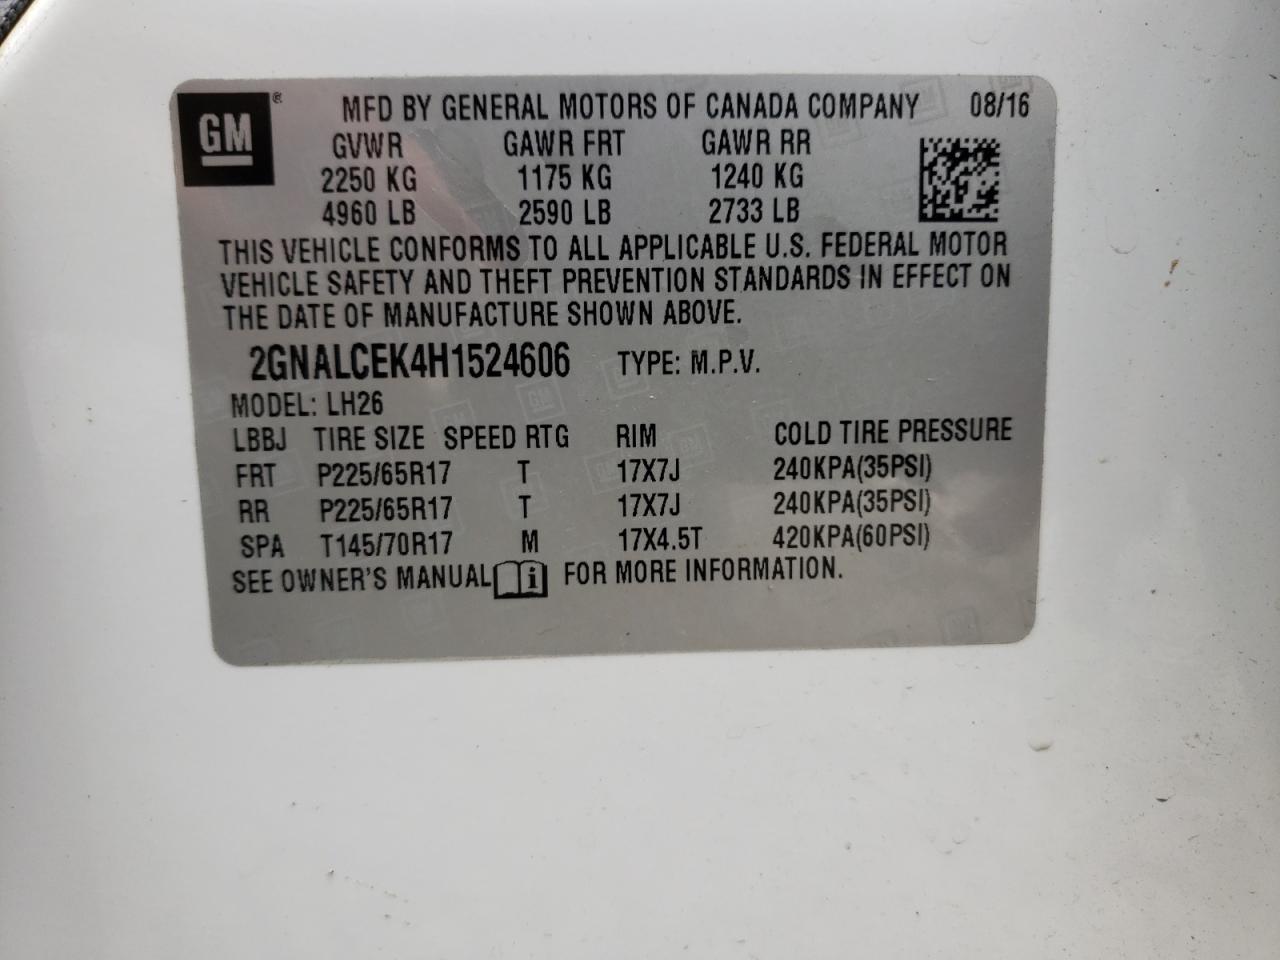 GM ® MFD BY GENERAL MOTORS OF CANADA COMPANY 08/16
GVWR GAWR FRT GAWR RR
2250 KG 1175 KG 1240 KG
4960 LB 2590 LB 2733 LB
THIS VEHICLE CONFORMS TO ALL APPLICABLE U.S. FEDERAL MOTOR
VEHICLE SAFETY AND THEFT PREVENTION STANDARDS IN EFFECT ON
THE DATE OF MANUFACTURE SHOWN ABOVE.
2GNALCEK4H1524606 TYPE: M.P.V.
MODEL: LH26
LBBJ TIRE SIZE SPEED RTG RIM COLD TIRE PRESSURE
FRT P225/65R17 T 17X7J 240KPA(35PSI)
RR P225/65R17 T 17X7J 240KPA(35PSI)
SPA T145/70R17 M 17X4.5T 420KPA(60PSI)
SEE OWNER'S MANUAL i FOR MORE INFORMATION.